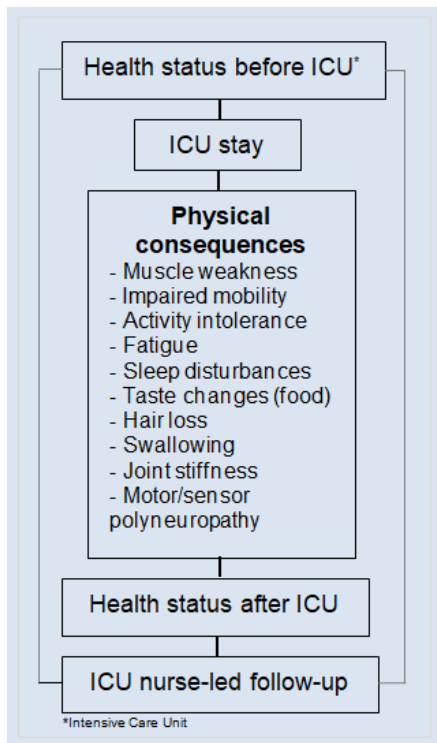 Health status before ICU*
ICU stay
Physical
consequences
- Muscle weakness
- Impaired mobility
- Activity intolerance
- Fatigue
- Sleep disturbances
- Taste changes (food)
- Hair loss
- Swallowing
- Joint stiffness
- Motor/sensor
polyneuropathy
Health status after ICU
ICU nurse-led follow-up
*Intensive Care Unit